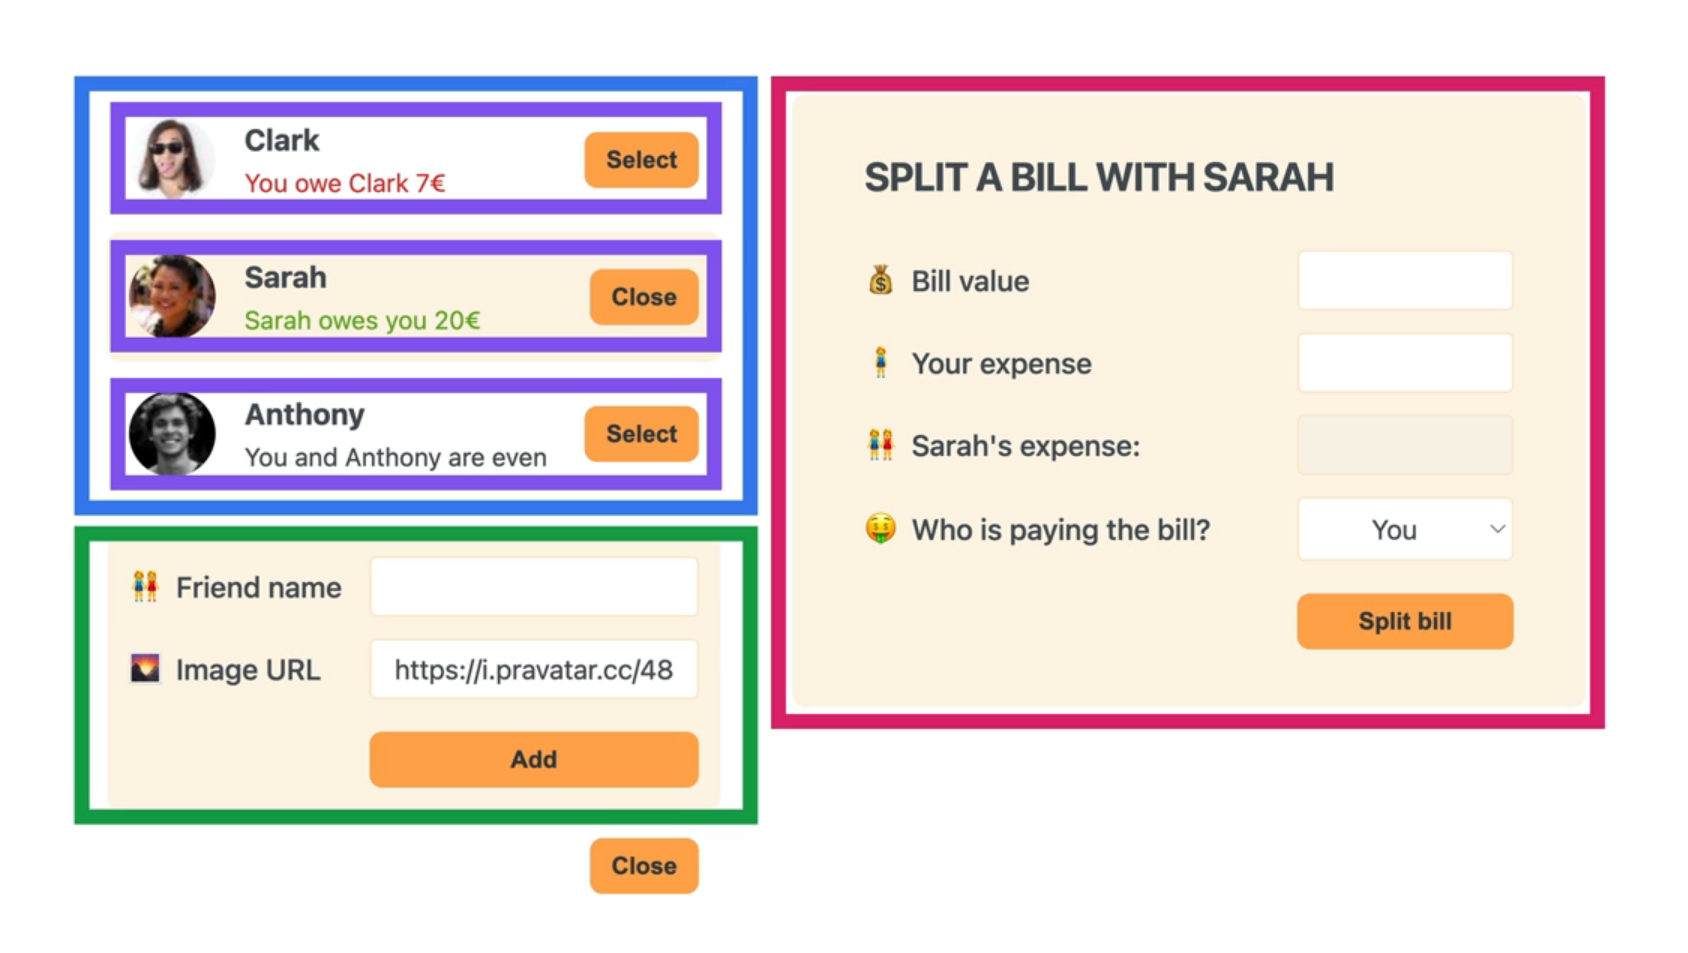 Clark
You owe Clark 7€
Select
Sarah
Sarah owes you 20€
Close
Anthony
You and Anthony are even
Select
Friend name
Image URL
https://i.pravatar.cc/48
Add
Close
SPLIT A BILL WITH SARAH
Bill value
Your expense
Sarah's expense:
Who is paying the bill?
You
Split bill